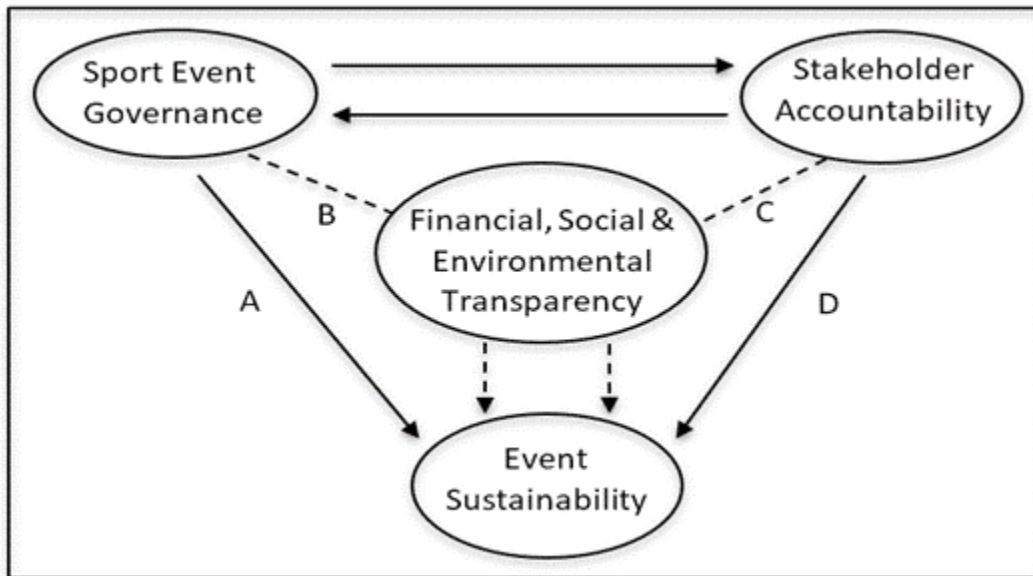 Sport Event
Governance
Stakeholder
Accountability
B
Financial, Social &
Environmental
Transparency
C
A
D
Event
Sustainability